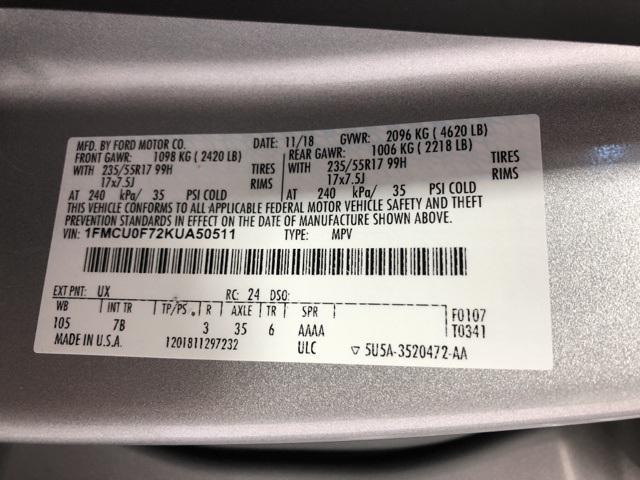 MFD. BY FORD MOTOR CO. DATE: 11/18 GVWR: 2096 KG ( 4620 LB)
FRONT GAWR: 1098 KG ( 2420 LB) REAR GAWR: 1006 KG ( 2218 LB)
WITH 235/55R17 99H TIRES WITH 235/55R17 99H TIRES
17x7.5J RIMS 17x7.5J RIMS
AT 240 kPa/ 35 PSI COLD AT 240 kPa/ 35 PSI COLD
THIS VEHICLE CONFORMS TO ALL APPLICABLE FEDERAL MOTOR VEHICLE SAFETY AND THEFT
PREVENTION STANDARDS IN EFFECT ON THE DATE OF MANUFACTURE SHOWN ABOVE.
VIN: 1FMCU0F72KUA50511 TYPE: MPV
EXT PNT: UX RC: 24 DSO:
WB INT TR TP/PS R AXLE TR SPR F0107
105 7B 3 35 6 AAAA T0341
MADE IN U.S.A. 1201811297232 ULC ▽ 5U5A-3520472-AA